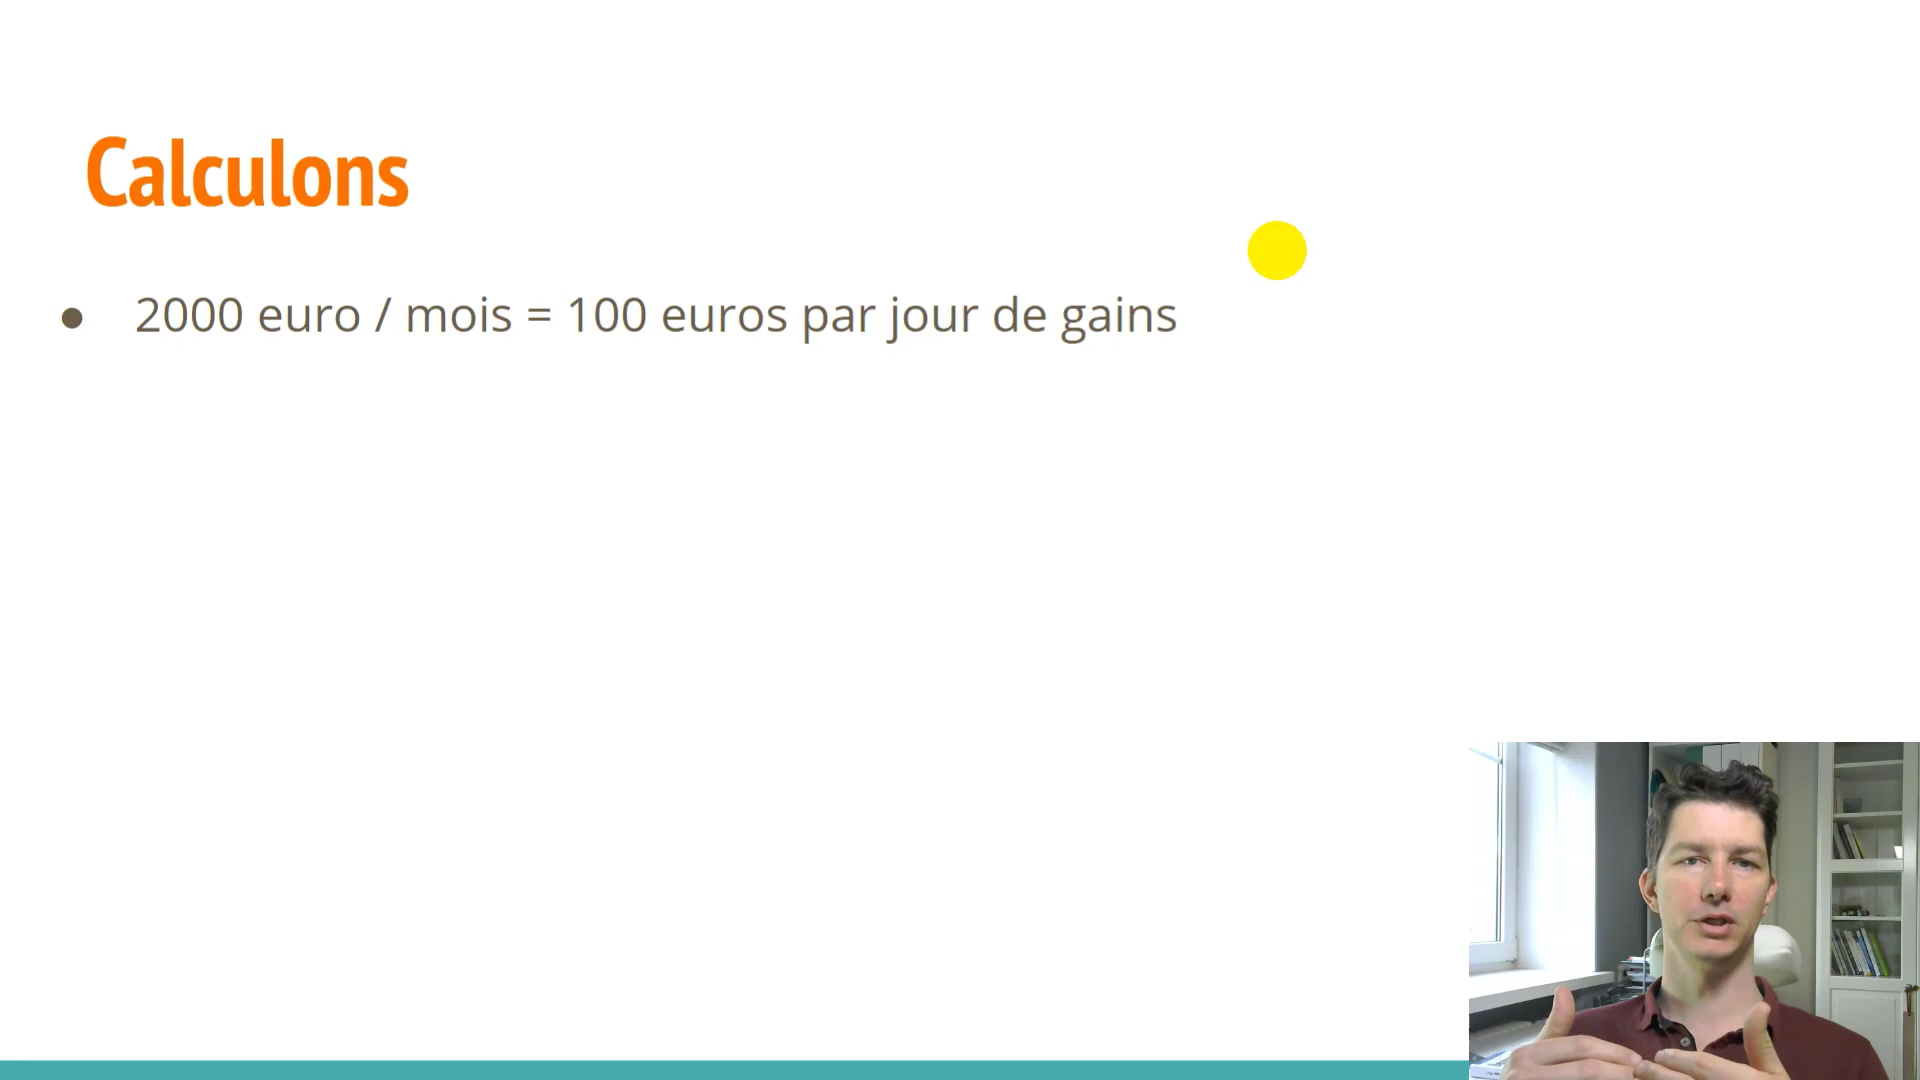 Calculons
● 2000 euro / mois = 100 euros par jour de gains